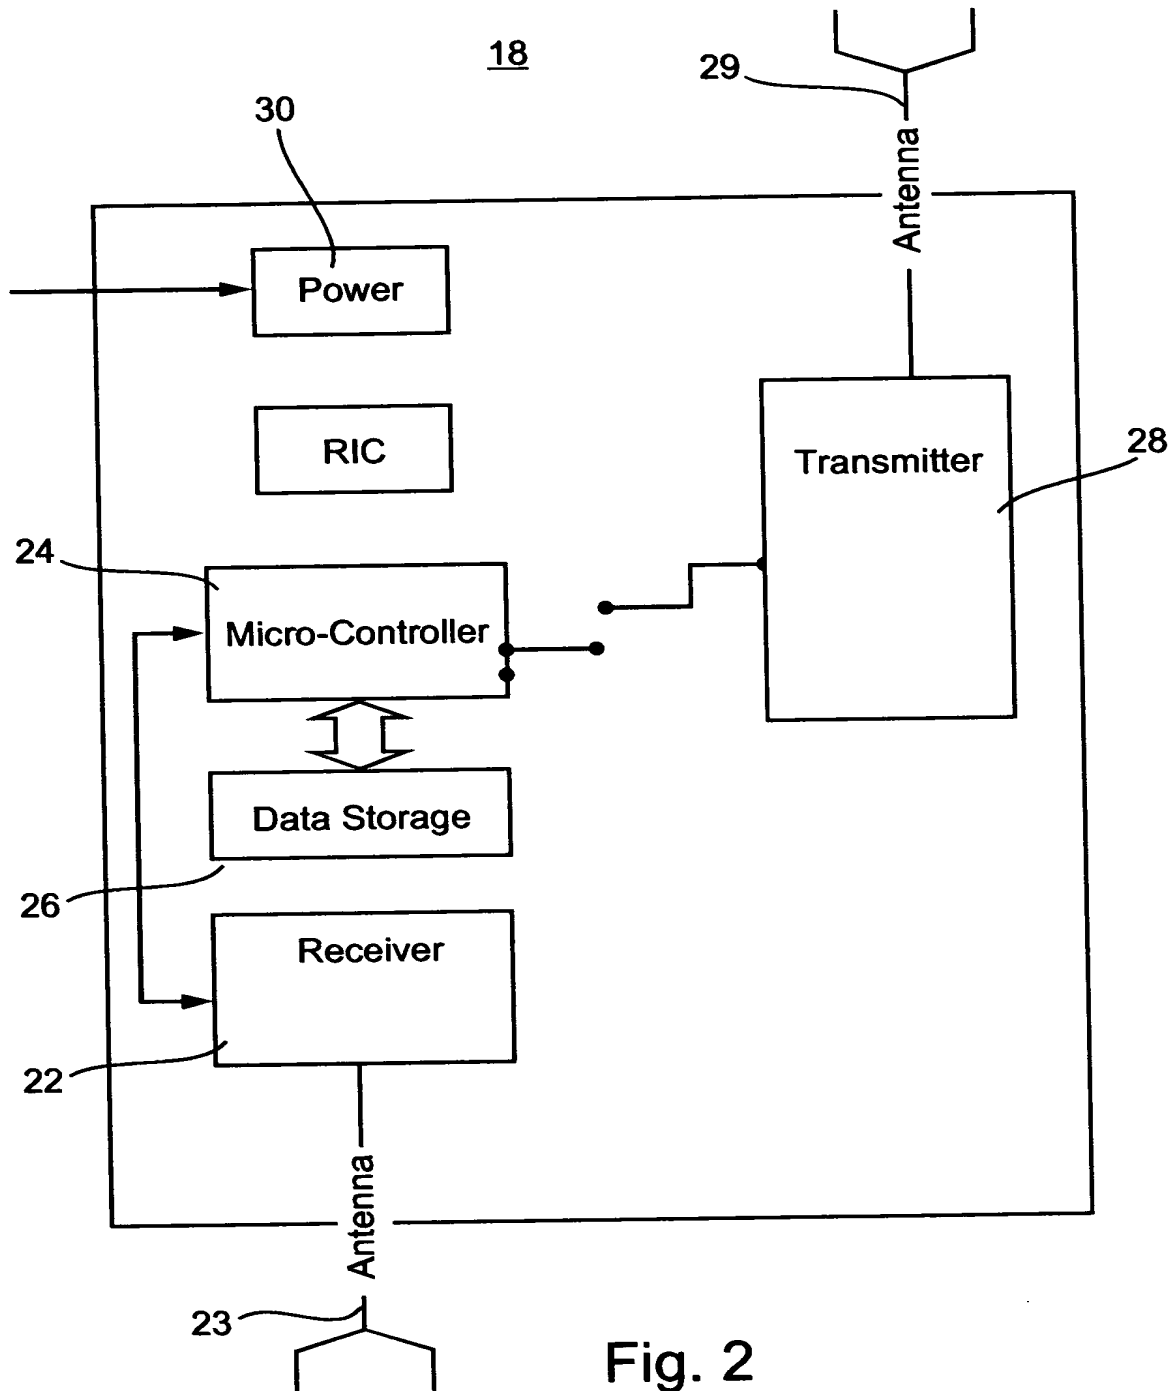 18
29
Antenna
30
Power
RIC
Transmitter
28
24
Micro-Controller
Data Storage
26
Receiver
22
Antenna
23
Fig. 2